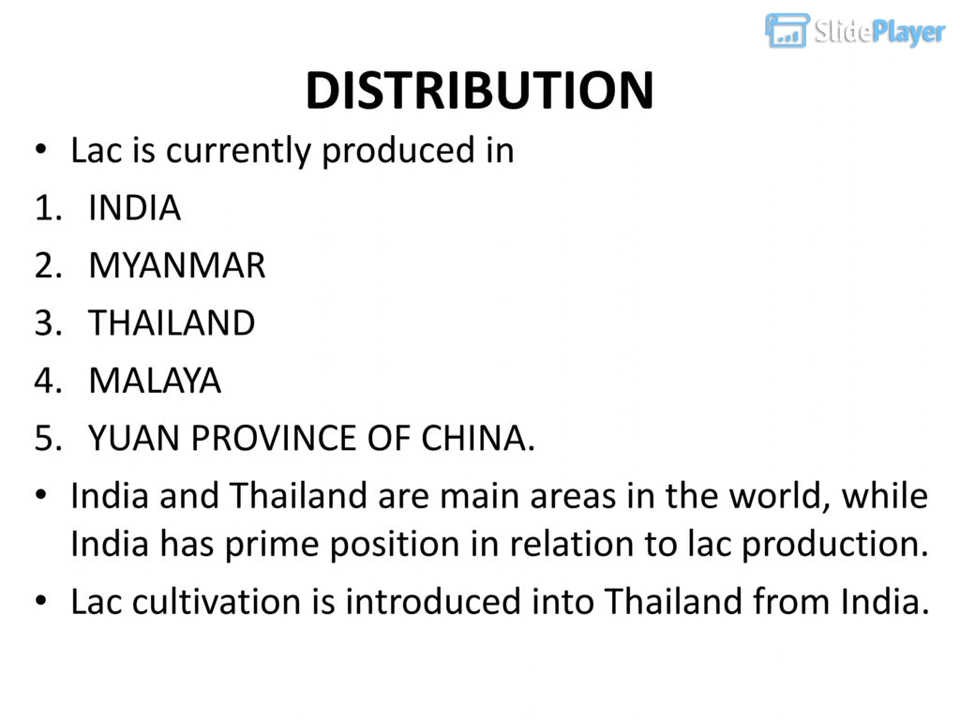 SlidePlayer
DISTRIBUTION
• Lac is currently produced in
1. INDIA
2. MYANMAR
3. THAILAND
4. MALAYA
5. YUAN PROVINCE OF CHINA.
• India and Thailand are main areas in the world, while
India has prime position in relation to lac production.
• Lac cultivation is introduced into Thailand from India.